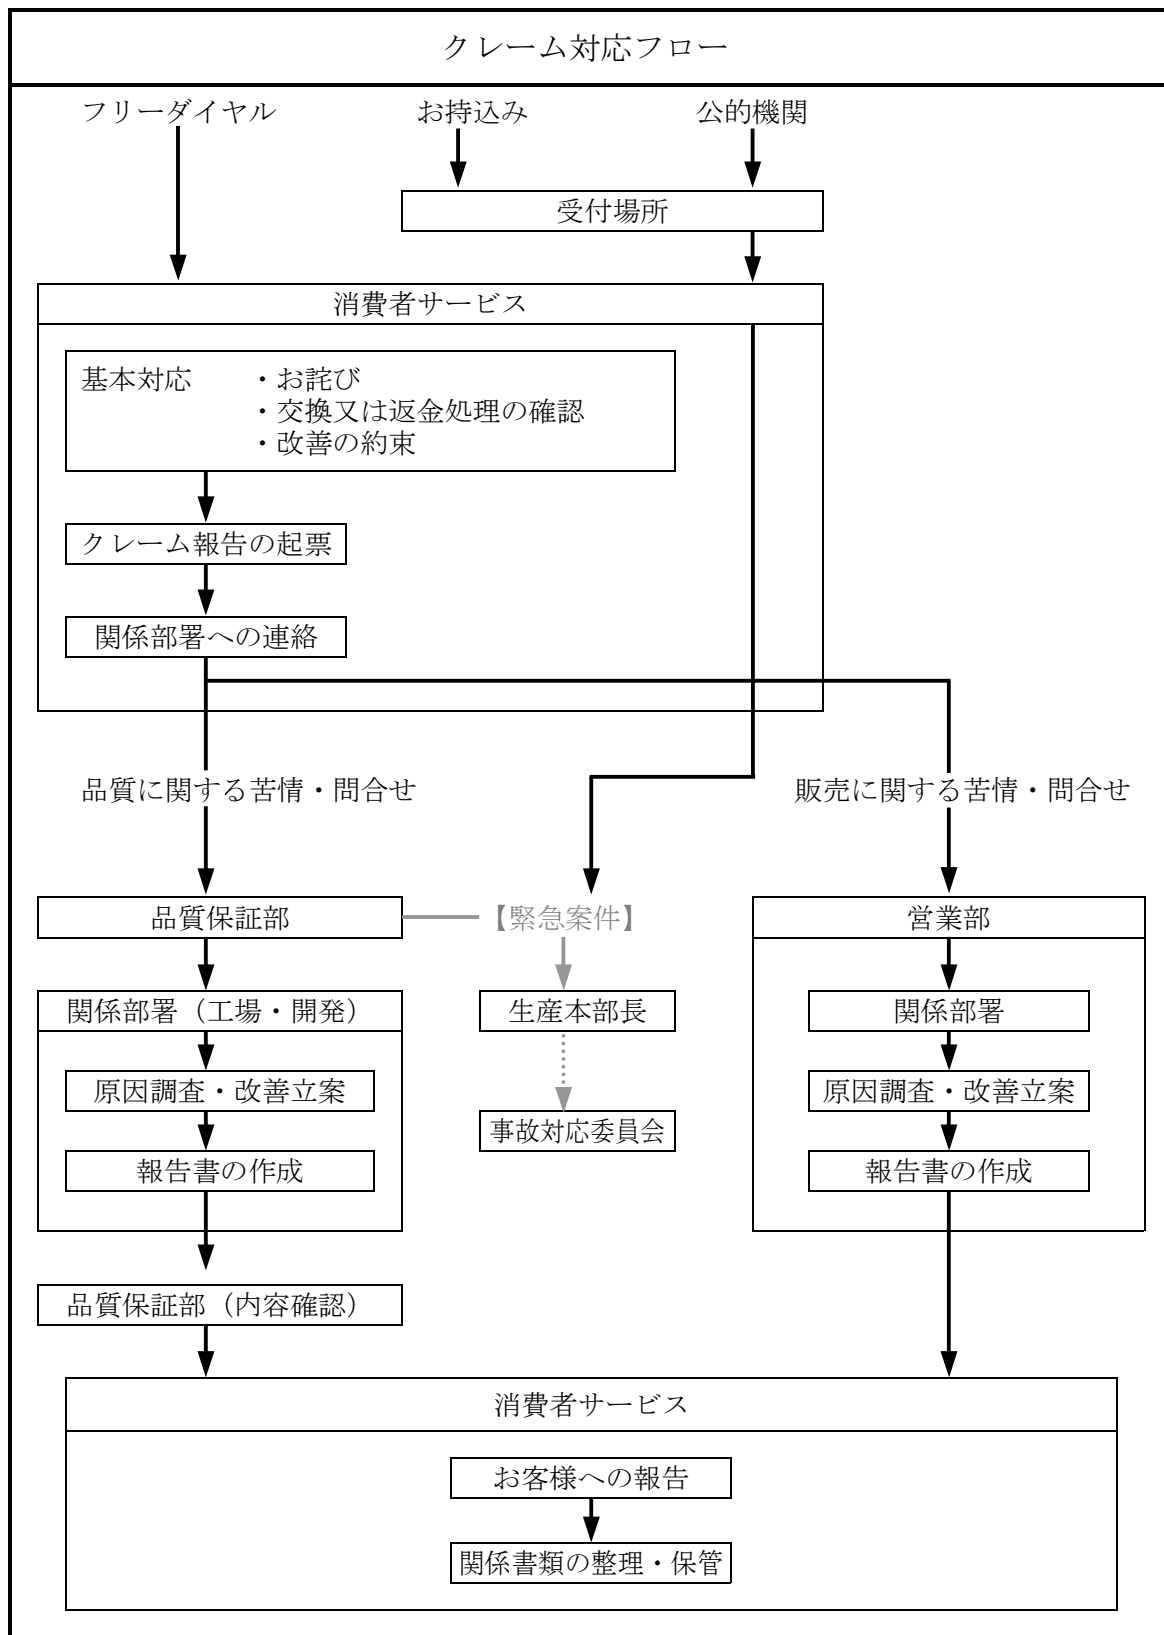 クレーム対応フロー
フリーダイヤル
お持込み
公的機関
受付場所
消費者サービス
基本対応 ・お詫び
・交換又は返金処理の確認
・改善の約束
クレーム報告の起票
関係部署への連絡
品質に関する苦情・問合せ
販売に関する苦情・問合せ
品質保証部
【緊急案件】
営業部
関係部署（工場・開発）
生産本部長
関係部署
原因調査・改善立案
原因調査・改善立案
事故対応委員会
報告書の作成
報告書の作成
品質保証部（内容確認）
消費者サービス
お客様への報告
関係書類の整理・保管